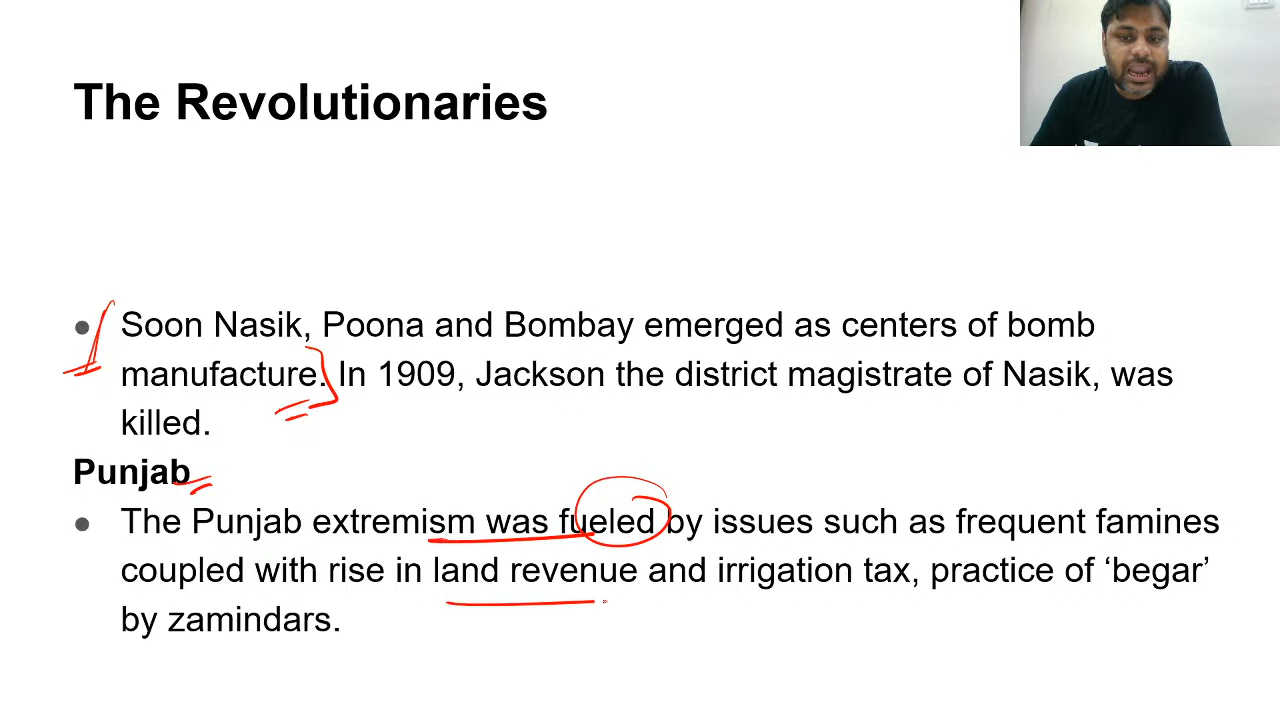 The Revolutionaries
● Soon Nasik, Poona and Bombay emerged as centers of bomb
manufacture. In 1909, Jackson the district magistrate of Nasik, was
killed.
Punjab
● The Punjab extremism was fueled by issues such as frequent famines
coupled with rise in land revenue and irrigation tax, practice of ‘begar’
by zamindars.